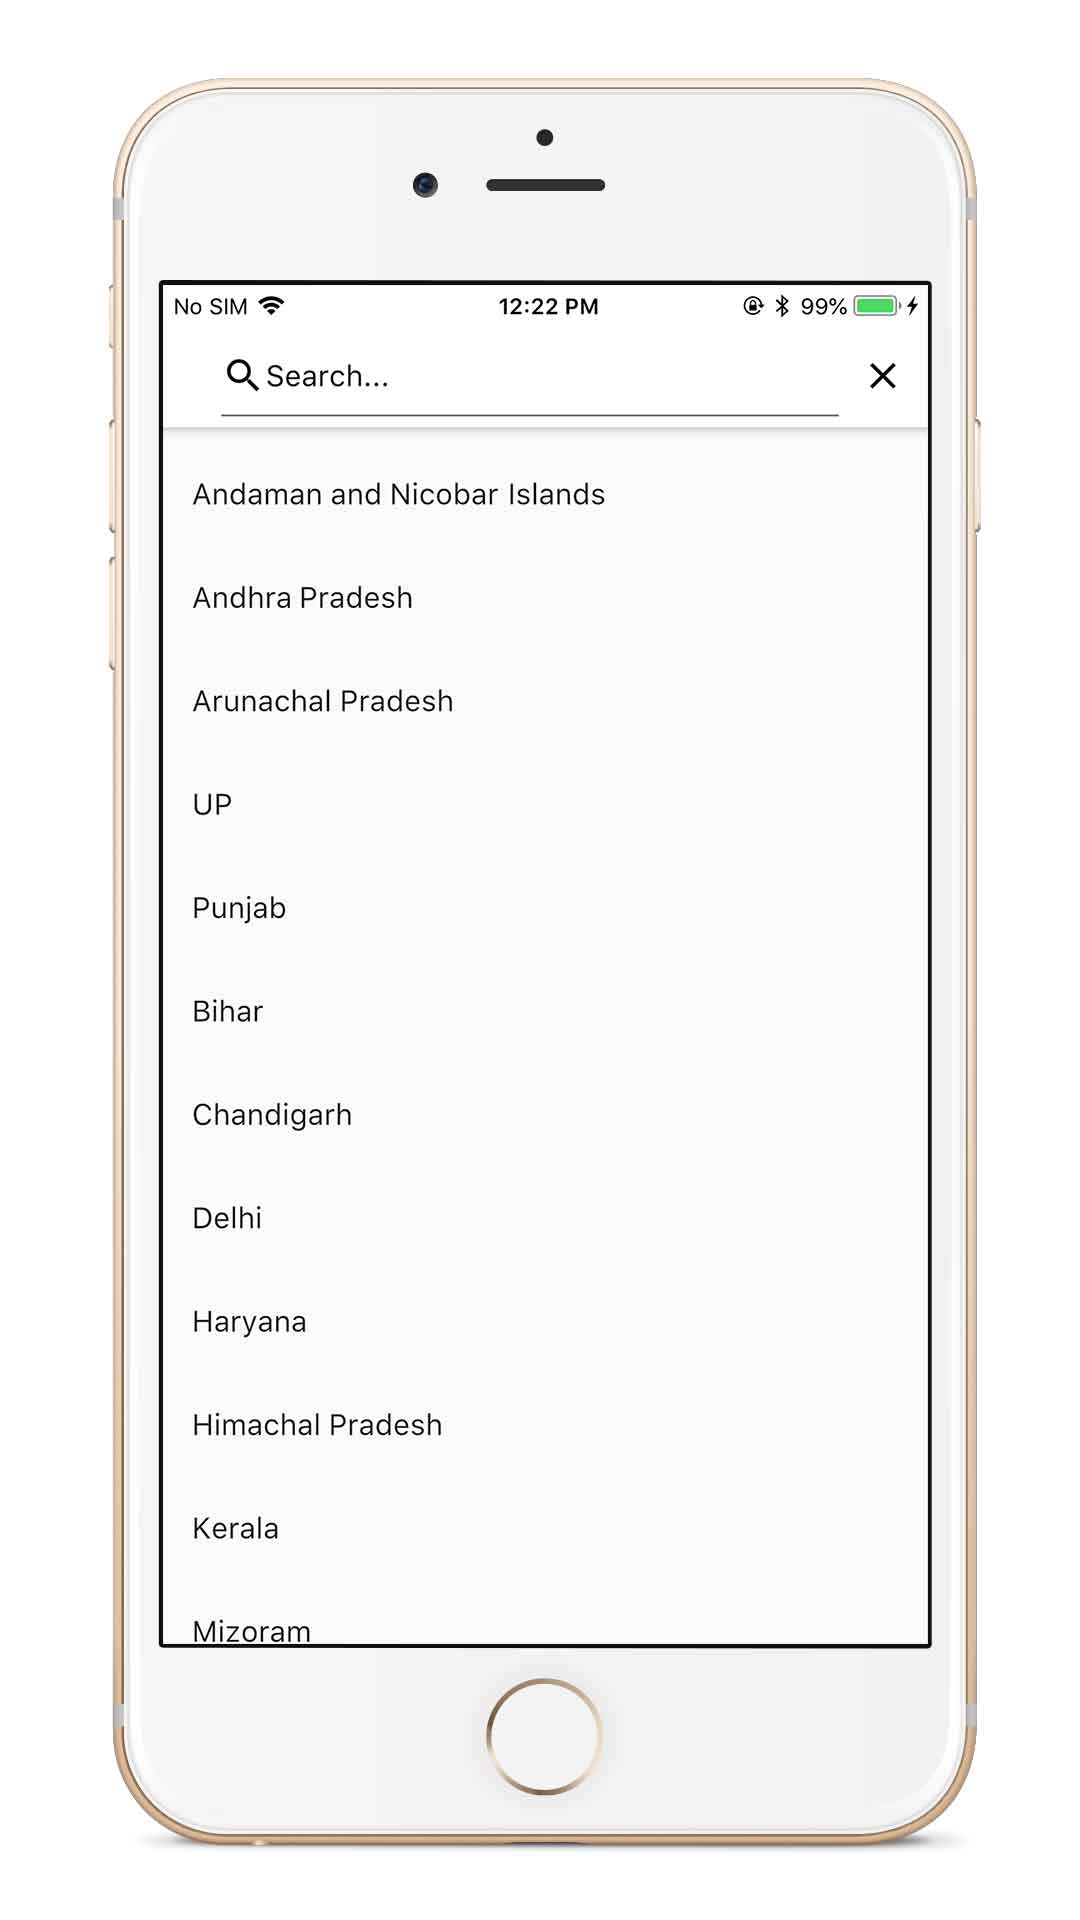 No SIM 12:22 PM 99%
Search...
Andaman and Nicobar Islands
Andhra Pradesh
Arunachal Pradesh
UP
Punjab
Bihar
Chandigarh
Delhi
Haryana
Himachal Pradesh
Kerala
Mizoram